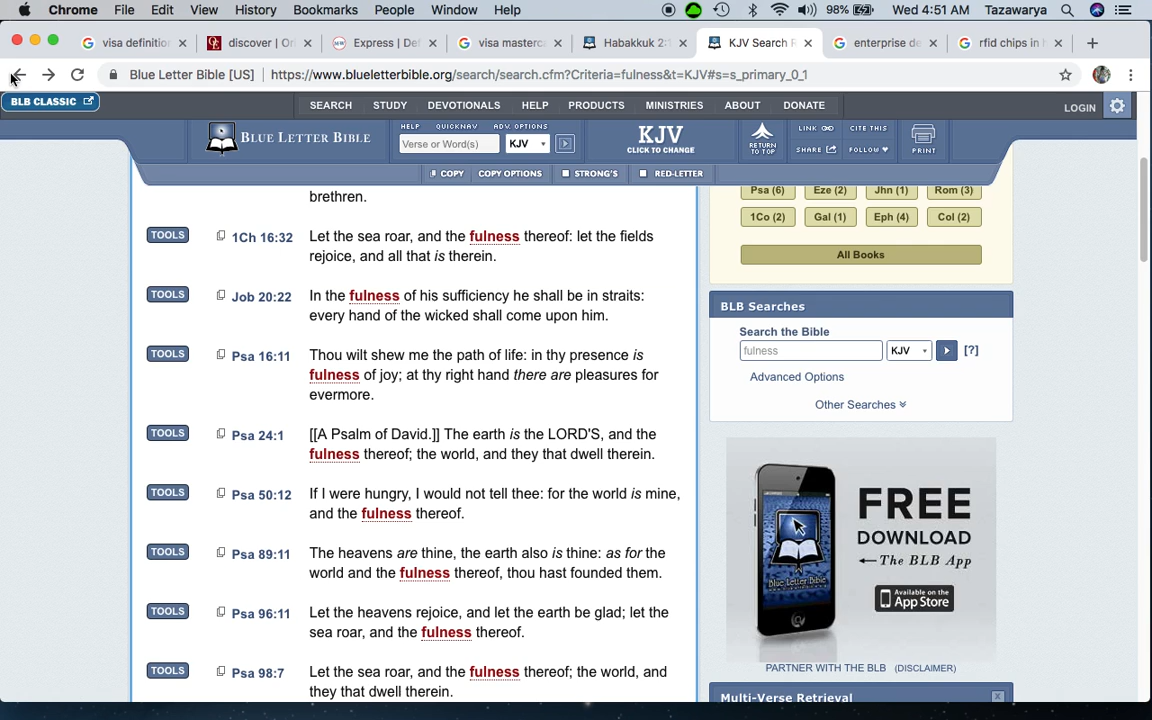 Chrome File Edit View History Bookmarks People Window Help 98% Wed 4:51 AM Tazawarya
visa definition discover | Or Express | Def visa masterca Habakkuk 2:1 KJV Search R enterprise de rfid chips in h
Blue Letter Bible [US] https://www.blueletterbible.org/search/search.cfm?Criteria=fulness&t=KJV#s=s_primary_0_1
BLB CLASSIC
SEARCH STUDY DEVOTIONALS HELP PRODUCTS MINISTRIES ABOUT DONATE LOGIN
BLUE LETTER BIBLE
HELP QUICKNAV ADV. OPTIONS
Verse or Word(s) KJV
KJV
CLICK TO CHANGE
RETURN
TO TOP
LINK CITE THIS
SHARE FOLLOW
PRINT
COPY COPY OPTIONS STRONG'S RED-LETTER
brethren.
TOOLS 1Ch 16:32 Let the sea roar, and the fulness thereof: let the fields
rejoice, and all that is therein.
TOOLS Job 20:22 In the fulness of his sufficiency he shall be in straits:
every hand of the wicked shall come upon him.
TOOLS Psa 16:11 Thou wilt shew me the path of life: in thy presence is
fulness of joy; at thy right hand there are pleasures for
evermore.
TOOLS Psa 24:1 [[A Psalm of David.]] The earth is the LORD'S, and the
fulness thereof; the world, and they that dwell therein.
TOOLS Psa 50:12 If I were hungry, I would not tell thee: for the world is mine,
and the fulness thereof.
TOOLS Psa 89:11 The heavens are thine, the earth also is thine: as for the
world and the fulness thereof, thou hast founded them.
TOOLS Psa 96:11 Let the heavens rejoice, and let the earth be glad; let the
sea roar, and the fulness thereof.
TOOLS Psa 98:7 Let the sea roar, and the fulness thereof; the world, and
they that dwell therein.
Psa (6) Eze (2) Jhn (1) Rom (3)
1Co (2) Gal (1) Eph (4) Col (2)
All Books
BLB Searches
Search the Bible
fulness KJV [?]
Advanced Options
Other Searches
FREE
DOWNLOAD
The BLB App
Available on the
App Store
Blue Letter Bible
PARTNER WITH THE BLB (DISCLAIMER)
Multi-Verse Retrieval x